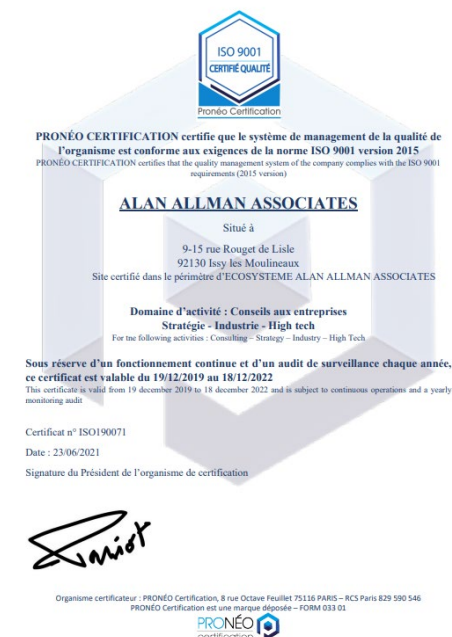 ISO 9001
CERTIFIÉ QUALITÉ
Pronéo Certification
PRONÉO CERTIFICATION certifie que le système de management de la qualité de
l'organisme est conforme aux exigences de la norme ISO 9001 version 2015
PRONÉO CERTIFICATION certifies that the quality management system of the company complies with the ISO 9001
requirements (2015 version)
ALAN ALLMAN ASSOCIATES
Situé à
9-15 rue Rouget de Lisle
92130 Issy les Moulineaux
Site certifié dans le périmètre d'ECOSYSTEME ALAN ALLMAN ASSOCIATES
Domaine d'activité : Conseils aux entreprises
Stratégie - Industrie - High tech
For tne following activities : Consulting – Strategy – Industry – High Tech
Sous réserve d'un fonctionnement continue et d'un audit de surveillance chaque année,
ce certificat est valable du 19/12/2019 au 18/12/2022
This certificate is valid from 19 december 2019 to 18 december 2022 and is subject to continuous operations and a yearly
monitoring audit
Certificat n° ISO190071
Date : 23/06/2021
Signature du Président de l'organisme de certification
Organisme certificateur : PRONÉO Certification, 8 rue Octave Feuillet 75116 PARIS – RCS Paris 829 590 546
PRONÉO Certification est une marque déposée – FORM 033 01
PRONÉO
certification